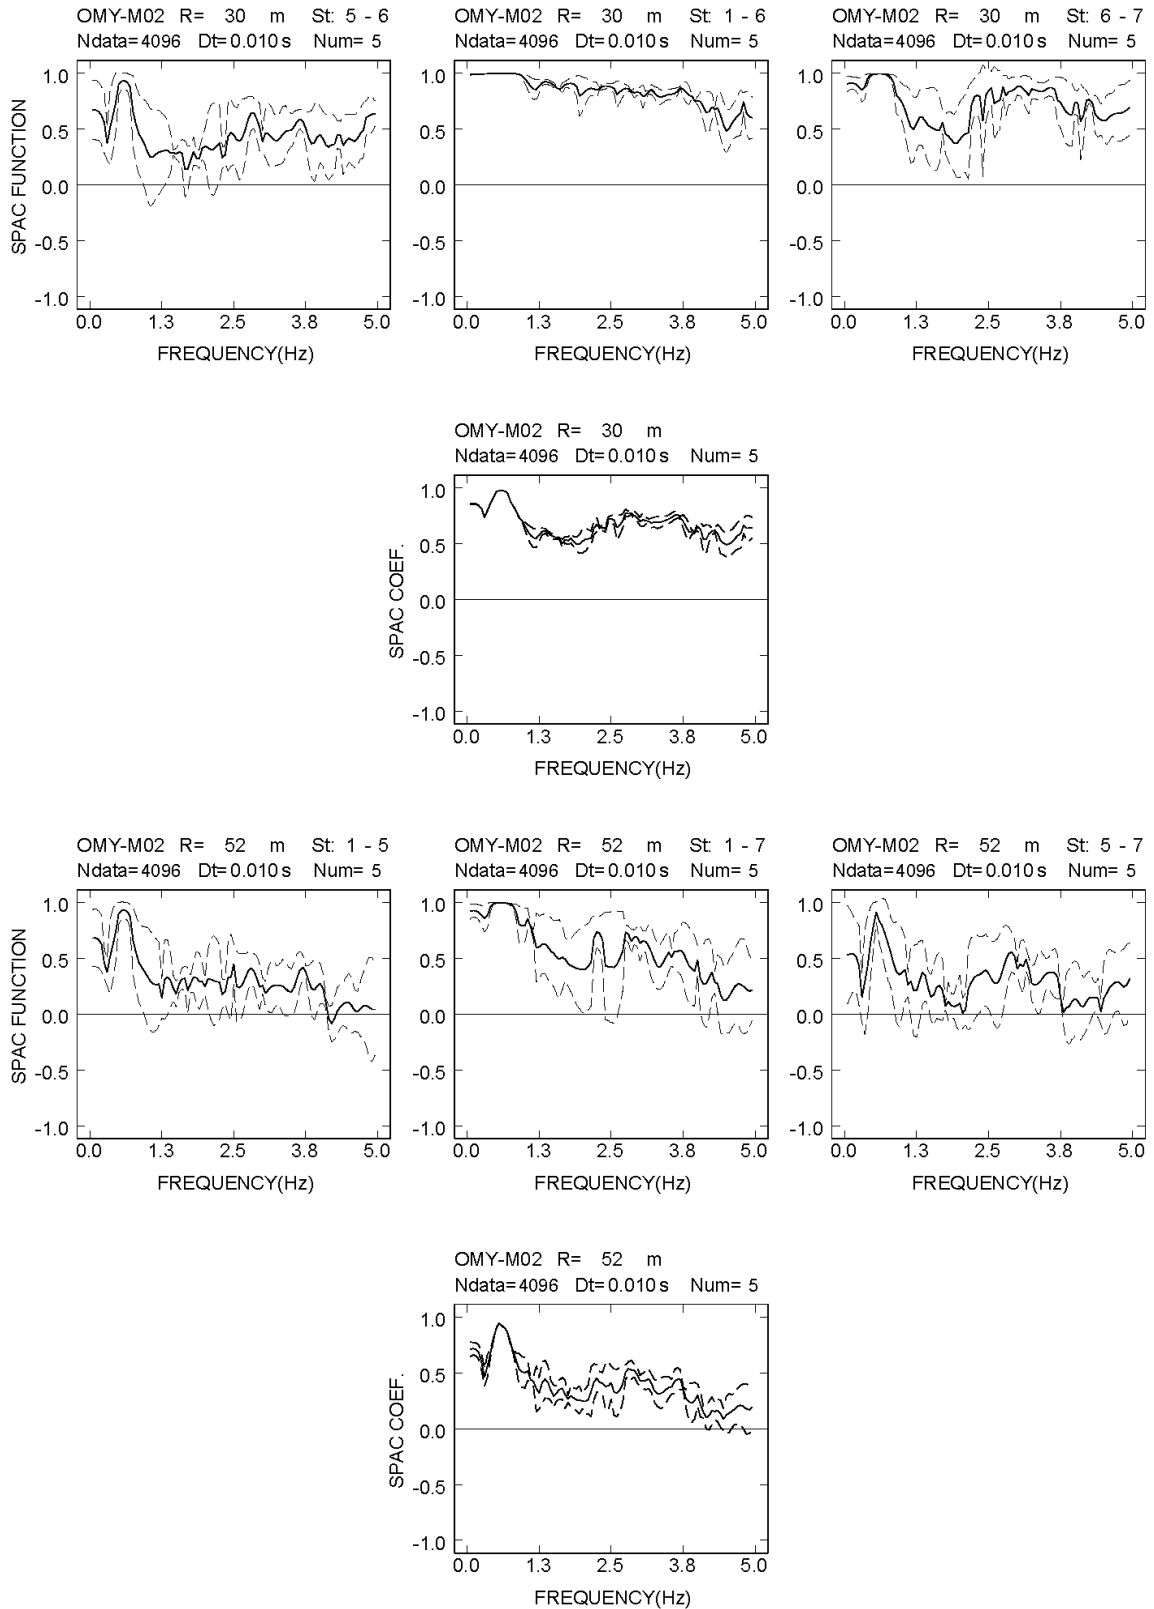 OMY-M02 R= 30 m St: 5 - 6
Ndata=4096 Dt=0.010 s Num= 5
SPAC FUNCTION
1.0
0.5
0.0
-0.5
-1.0
0.0 1.3 2.5 3.8 5.0
FREQUENCY(Hz)
OMY-M02 R= 30 m St: 1 - 6
Ndata=4096 Dt=0.010 s Num= 5
1.0
0.5
0.0
-0.5
-1.0
0.0 1.3 2.5 3.8 5.0
FREQUENCY(Hz)
OMY-M02 R= 30 m St: 6 - 7
Ndata=4096 Dt=0.010 s Num= 5
1.0
0.5
0.0
-0.5
-1.0
0.0 1.3 2.5 3.8 5.0
FREQUENCY(Hz)
OMY-M02 R= 30 m
Ndata=4096 Dt=0.010 s Num= 5
SPAC COEF.
1.0
0.5
0.0
-0.5
-1.0
0.0 1.3 2.5 3.8 5.0
FREQUENCY(Hz)
OMY-M02 R= 52 m St: 1 - 5
Ndata=4096 Dt=0.010 s Num= 5
SPAC FUNCTION
1.0
0.5
0.0
-0.5
-1.0
0.0 1.3 2.5 3.8 5.0
FREQUENCY(Hz)
OMY-M02 R= 52 m St: 1 - 7
Ndata=4096 Dt=0.010 s Num= 5
1.0
0.5
0.0
-0.5
-1.0
0.0 1.3 2.5 3.8 5.0
FREQUENCY(Hz)
OMY-M02 R= 52 m St: 5 - 7
Ndata=4096 Dt=0.010 s Num= 5
1.0
0.5
0.0
-0.5
-1.0
0.0 1.3 2.5 3.8 5.0
FREQUENCY(Hz)
OMY-M02 R= 52 m
Ndata=4096 Dt=0.010 s Num= 5
SPAC COEF.
1.0
0.5
0.0
-0.5
-1.0
0.0 1.3 2.5 3.8 5.0
FREQUENCY(Hz)